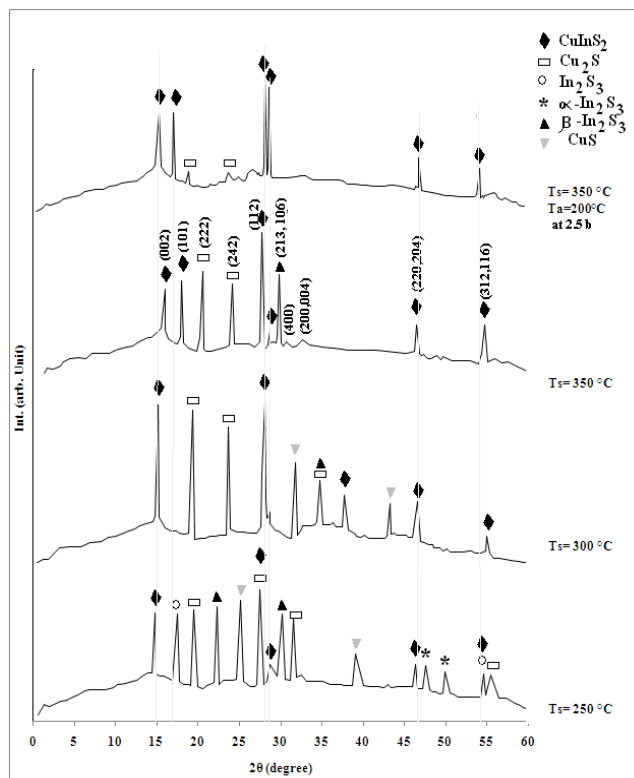 CuInS2
Cu2S
In2S3
∝-In2S3
β-In2S3
CuS
Ts= 350 °C
Ta=200°C
at 2.5 b
(002)
(101)
(222)
(242)
(112)
(213, 106)
(400)
(200,004)
(220,204)
(312,116)
Ts= 350 °C
Ts= 300 °C
Ts= 250 °C
Int. (arb. Unit)
0 5 10 15 20 25 30 35 40 45 50 55 60
2θ (degree)